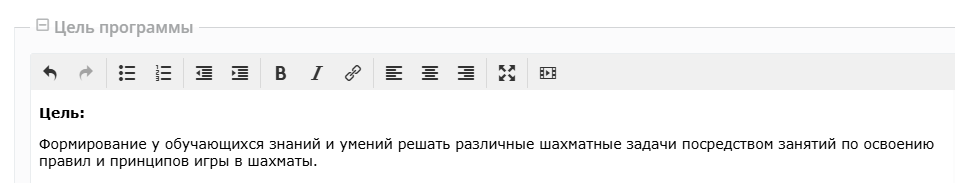 Цель программы
Цель:
Формирование у обучающихся знаний и умений решать различные шахматные задачи посредством занятий по освоению
правил и принципов игры в шахматы.